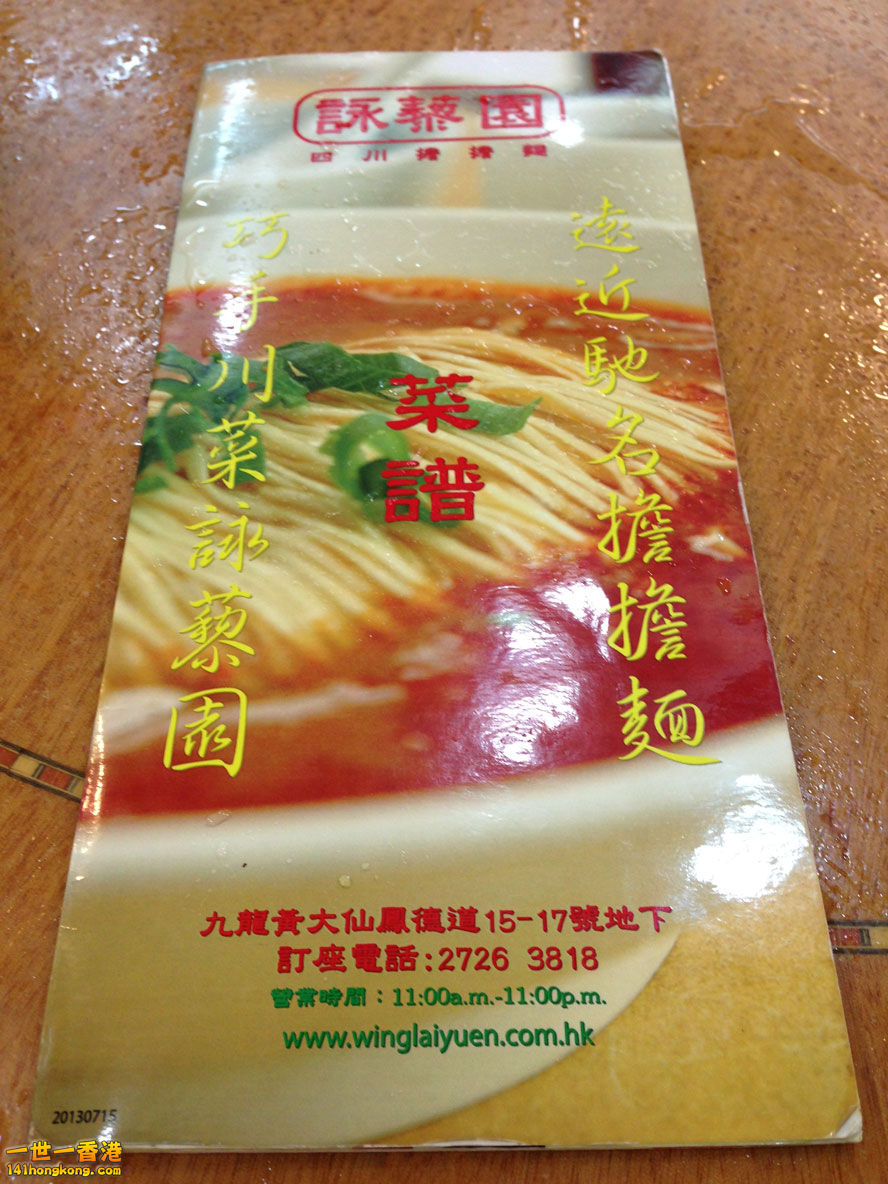 詠藜園
四川擔擔麵
遠近馳名擔擔麵
巧手川菜詠藜園
菜譜
九龍黃大仙鳳德道15-17號地下
訂座電話:2726 3818
營業時間：11:00a.m.-11:00p.m.
www.winglaiyuen.com.hk
20130715
一世一香港
141hongkong.com